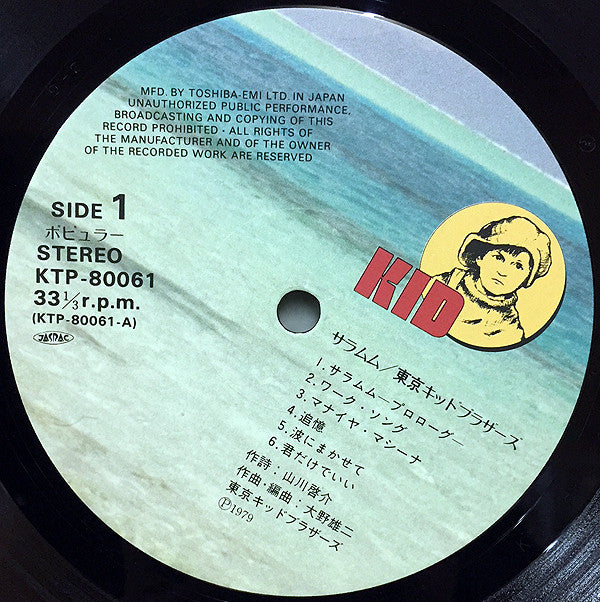 MFD. BY TOSHIBA-EMI LTD. IN JAPAN
UNAUTHORIZED PUBLIC PERFORMANCE,
BROADCASTING AND COPYING OF THIS
RECORD PROHIBITED · ALL RIGHTS OF
THE MANUFACTURER AND OF THE OWNER
OF THE RECORDED WORK ARE RESERVED
SIDE 1
ポピュラー
STEREO
KTP-80061
33⅓ r.p.m.
(KTP-80061-A)
JASRAC
KID
サラムム/東京キッドブラザーズ
1. サラムム―プロローグ―
2. ワーク・ソング
3. マナイヤ・マシーナ
4. 追憶
5. 波にまかせて
6. 君だけでいい
作詩:山川啓介
作曲・編曲:大野雄二
東京キッドブラザーズ
Ⓟ1979